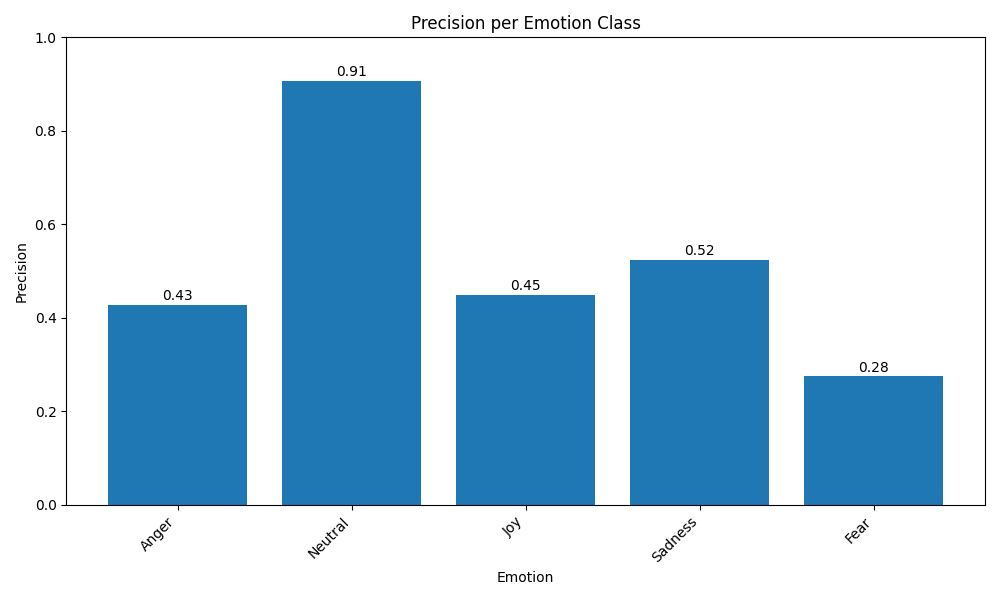 Precision per Emotion Class
1.0
0.8
0.6
0.4
0.2
0.0
Precision
0.43
0.91
0.45
0.52
0.28
Anger
Neutral
Joy
Sadness
Fear
Emotion